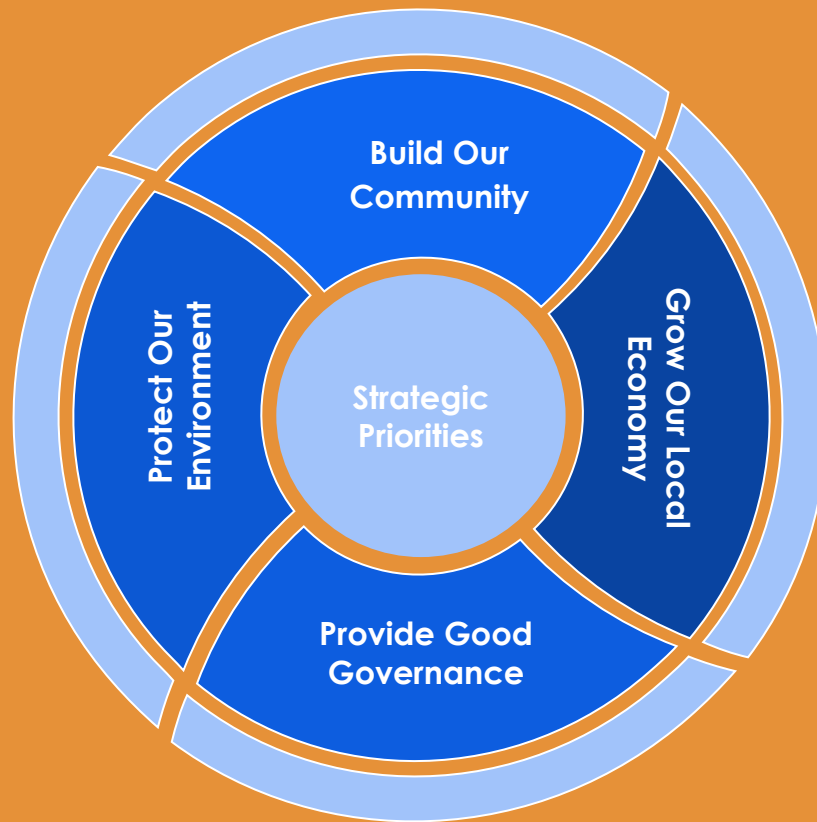 Build Our
Community
Grow Our Local
Economy
Strategic
Priorities
Protect Our
Environment
Provide Good
Governance